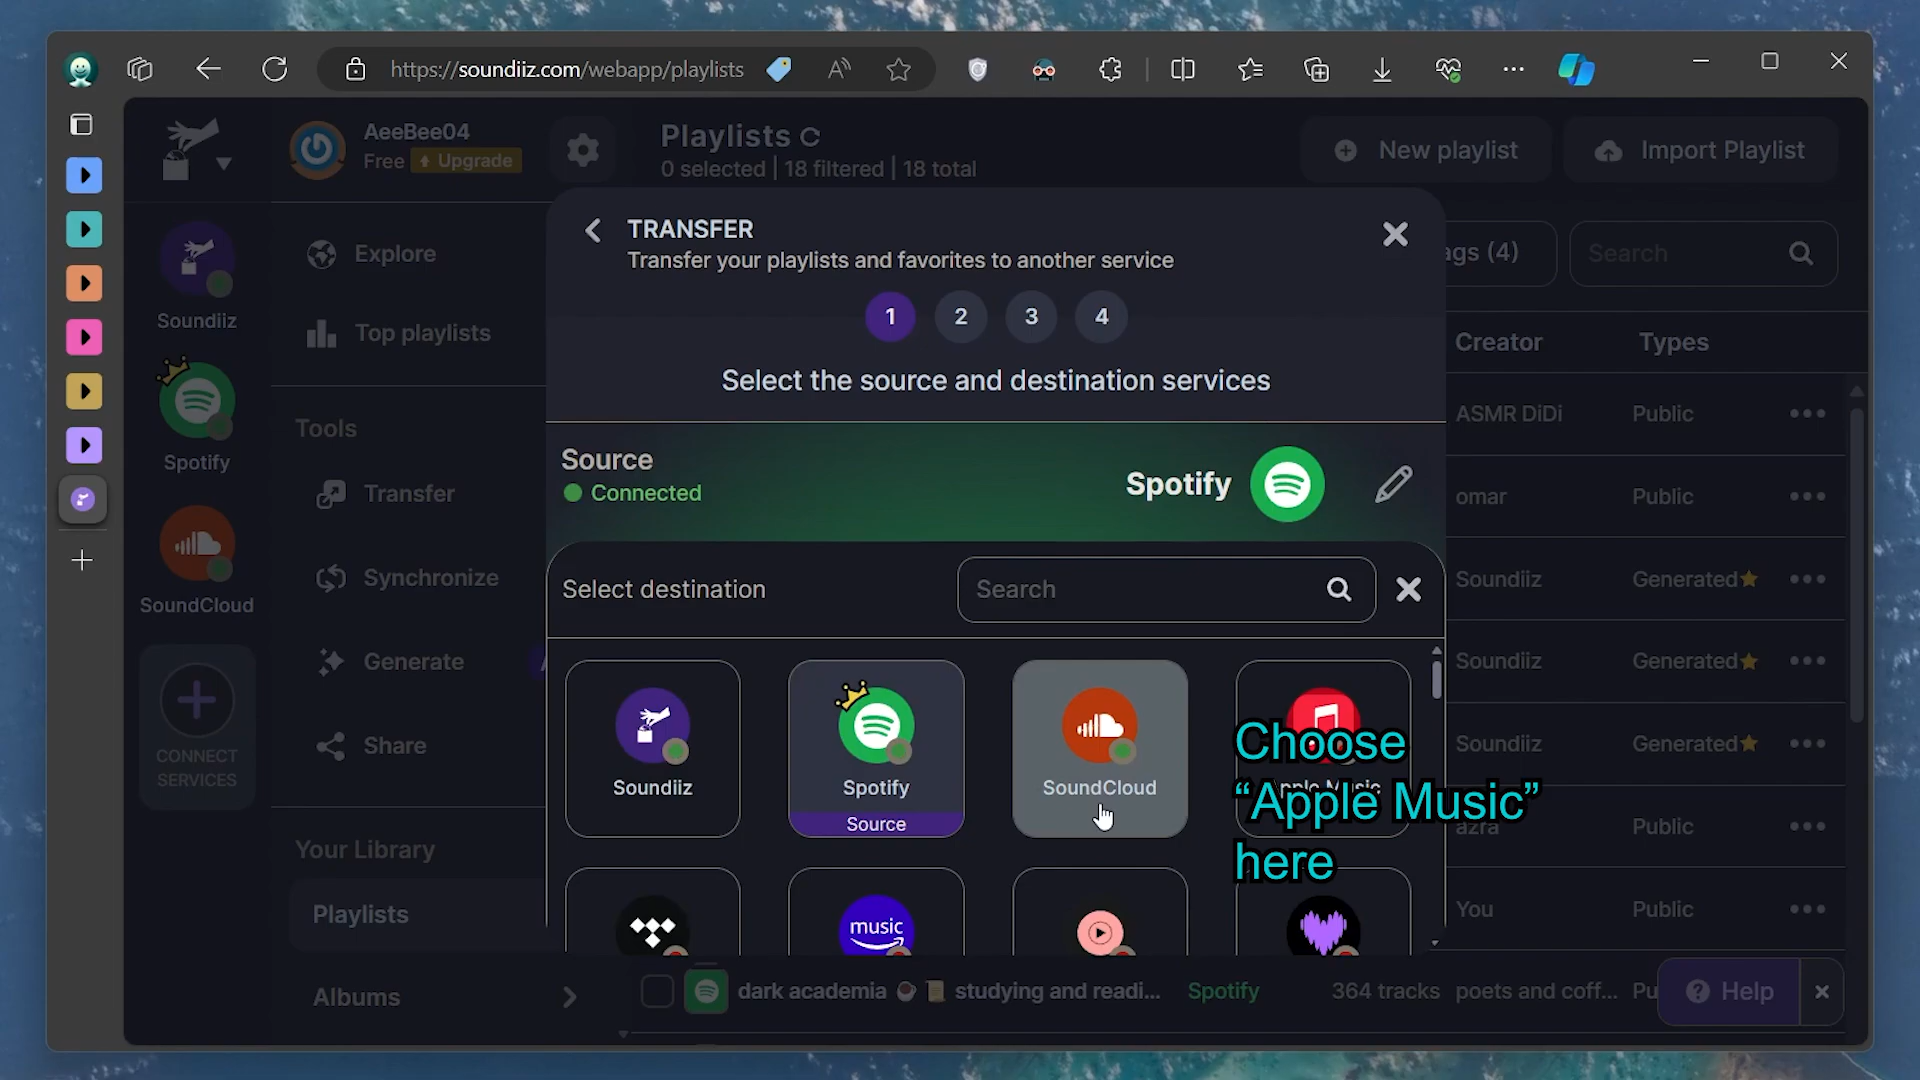 https://soundiiz.com/webapp/playlists
AeeBee04
Free Upgrade
Playlists
0 selected | 18 filtered | 18 total
New playlist
Import Playlist
TRANSFER
Transfer your playlists and favorites to another service
1 2 3 4
Select the source and destination services
Source
Connected
Spotify
Select destination
Search
Soundiiz
Spotify
Source
SoundCloud
Apple Music
Choose
“Apple Music”
here
music
Soundiiz
Spotify
SoundCloud
CONNECT
SERVICES
Explore
Top playlists
Tools
Transfer
Synchronize
Generate
Share
Your Library
Playlists
Albums
ags (4)
Search
Creator Types
ASMR DiDi Public
omar Public
Soundiiz Generated
Soundiiz Generated
Soundiiz Generated
azra Public
You Public
dark academia studying and readi... Spotify 364 tracks poets and coff... Pu
Help